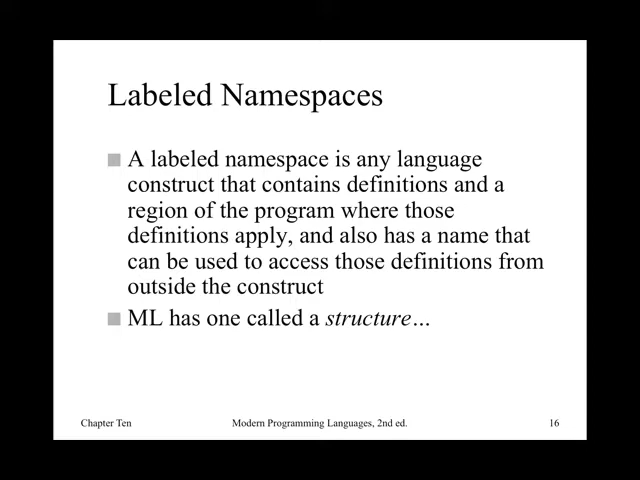 Labeled Namespaces
A labeled namespace is any language
construct that contains definitions and a
region of the program where those
definitions apply, and also has a name that
can be used to access those definitions from
outside the construct
ML has one called a structure…
Chapter Ten
Modern Programming Languages, 2nd ed.
16